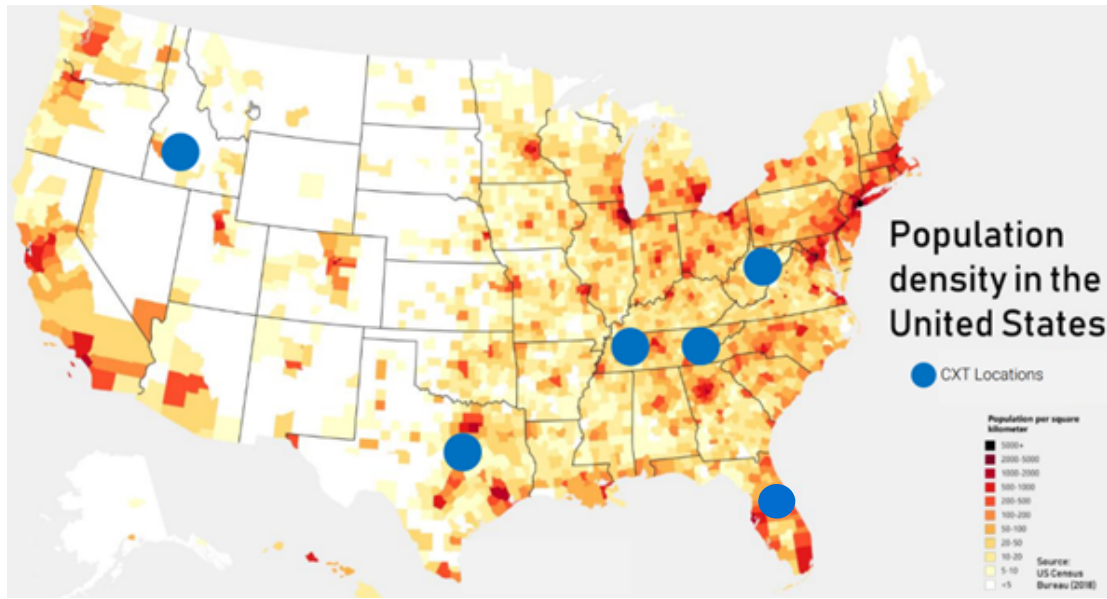 Population
density in the
United States
CXT Locations
Population per square
kilometer
5000+
2000-5000
1000-2000
500-1000
200-500
100-200
50-100
20-50
10-20
5-10
<5
Source:
US Census
Bureau (2018)